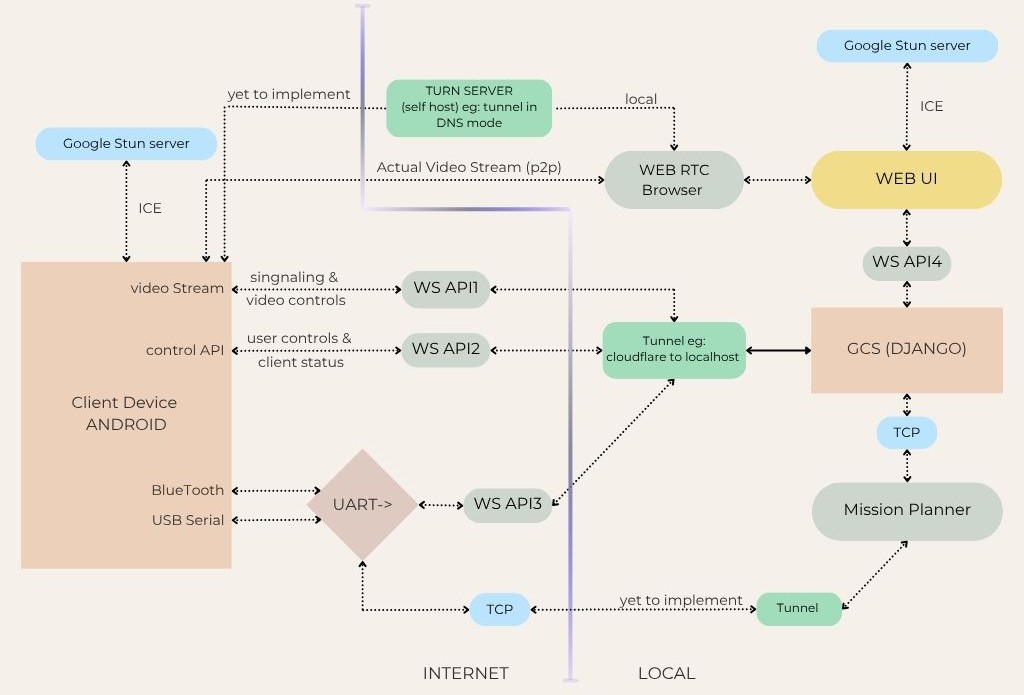 Google Stun server
TURN SERVER
(self host) eg: tunnel in
DNS mode
yet to implement
local
ICE
Google Stun server
Actual Video Stream (p2p)
WEB RTC
Browser
WEB UI
ICE
WS API4
video Stream
singnaling &
video controls
WS API1
control API
user controls &
client status
WS API2
Tunnel eg:
cloudflare to localhost
GCS (DJANGO)
Client Device
ANDROID
TCP
BlueTooth
USB Serial
UART->
WS API3
Mission Planner
TCP
yet to implement
Tunnel
INTERNET
LOCAL